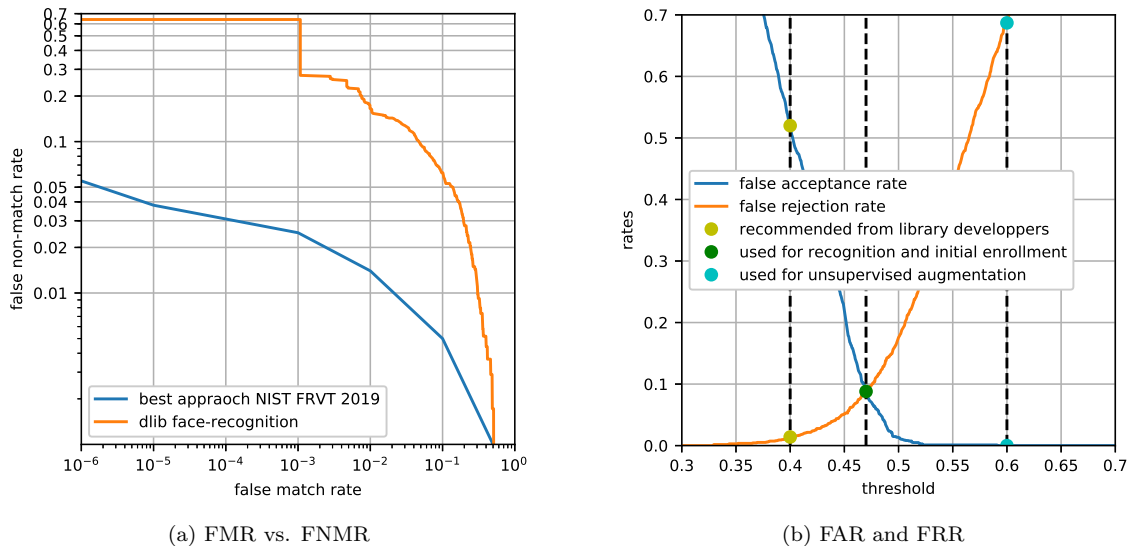 0.7
0.6
0.5
0.4
0.3
0.2
0.1
0.05
0.04
0.03
0.02
0.01
false non-match rate
best appraoch NIST FRVT 2019
dlib face-recognition
10⁻⁶ 10⁻⁵ 10⁻⁴ 10⁻³ 10⁻² 10⁻¹ 10⁰
false match rate
(a) FMR vs. FNMR
0.7
0.6
0.5
0.4
0.3
0.2
0.1
0.0
rates
false acceptance rate
false rejection rate
recommended from library developpers
used for recognition and initial enrollment
used for unsupervised augmentation
0.3 0.35 0.4 0.45 0.5 0.55 0.6 0.65 0.7
threshold
(b) FAR and FRR